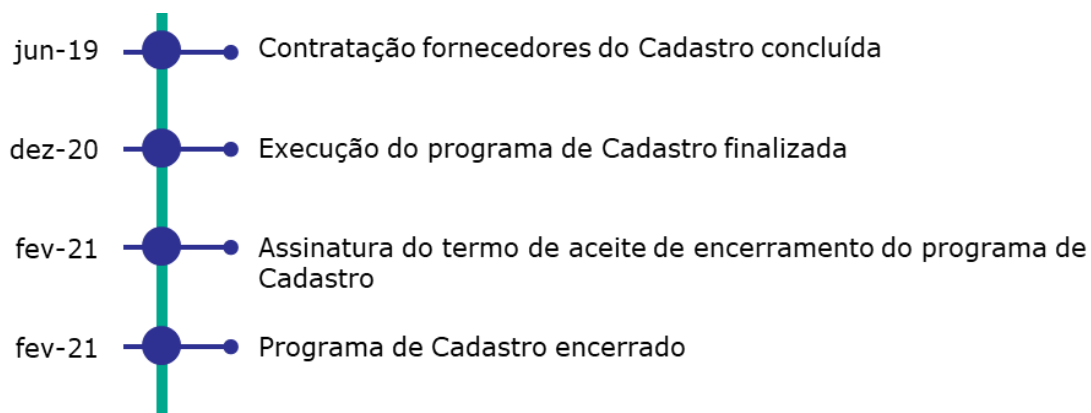 jun-19 Contratação fornecedores do Cadastro concluída
dez-20 Execução do programa de Cadastro finalizada
fev-21 Assinatura do termo de aceite de encerramento do programa de
Cadastro
fev-21 Programa de Cadastro encerrado